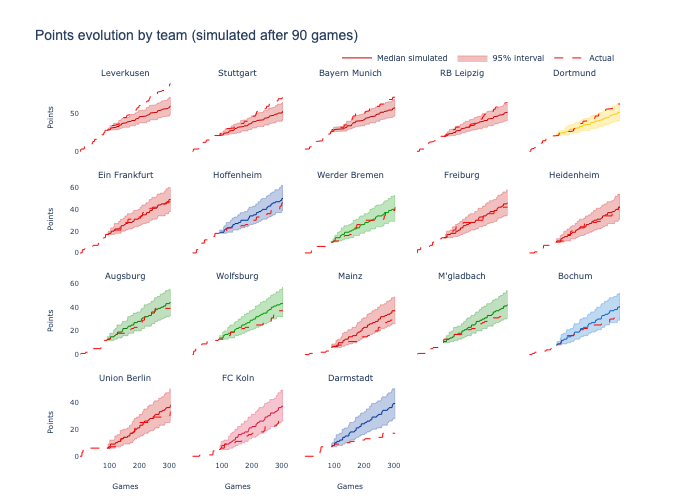 Points evolution by team (simulated after 90 games)
Median simulated 95% interval Actual
Leverkusen Stuttgart Bayern Munich RB Leipzig Dortmund
Points
50
0
Ein Frankfurt Hoffenheim Werder Bremen Freiburg Heidenheim
Points
60
40
20
0
Augsburg Wolfsburg Mainz M'gladbach Bochum
Points
60
40
20
0
Union Berlin FC Koln Darmstadt
Points
40
20
0
100 200 300 100 200 300 100 200 300
Games Games Games